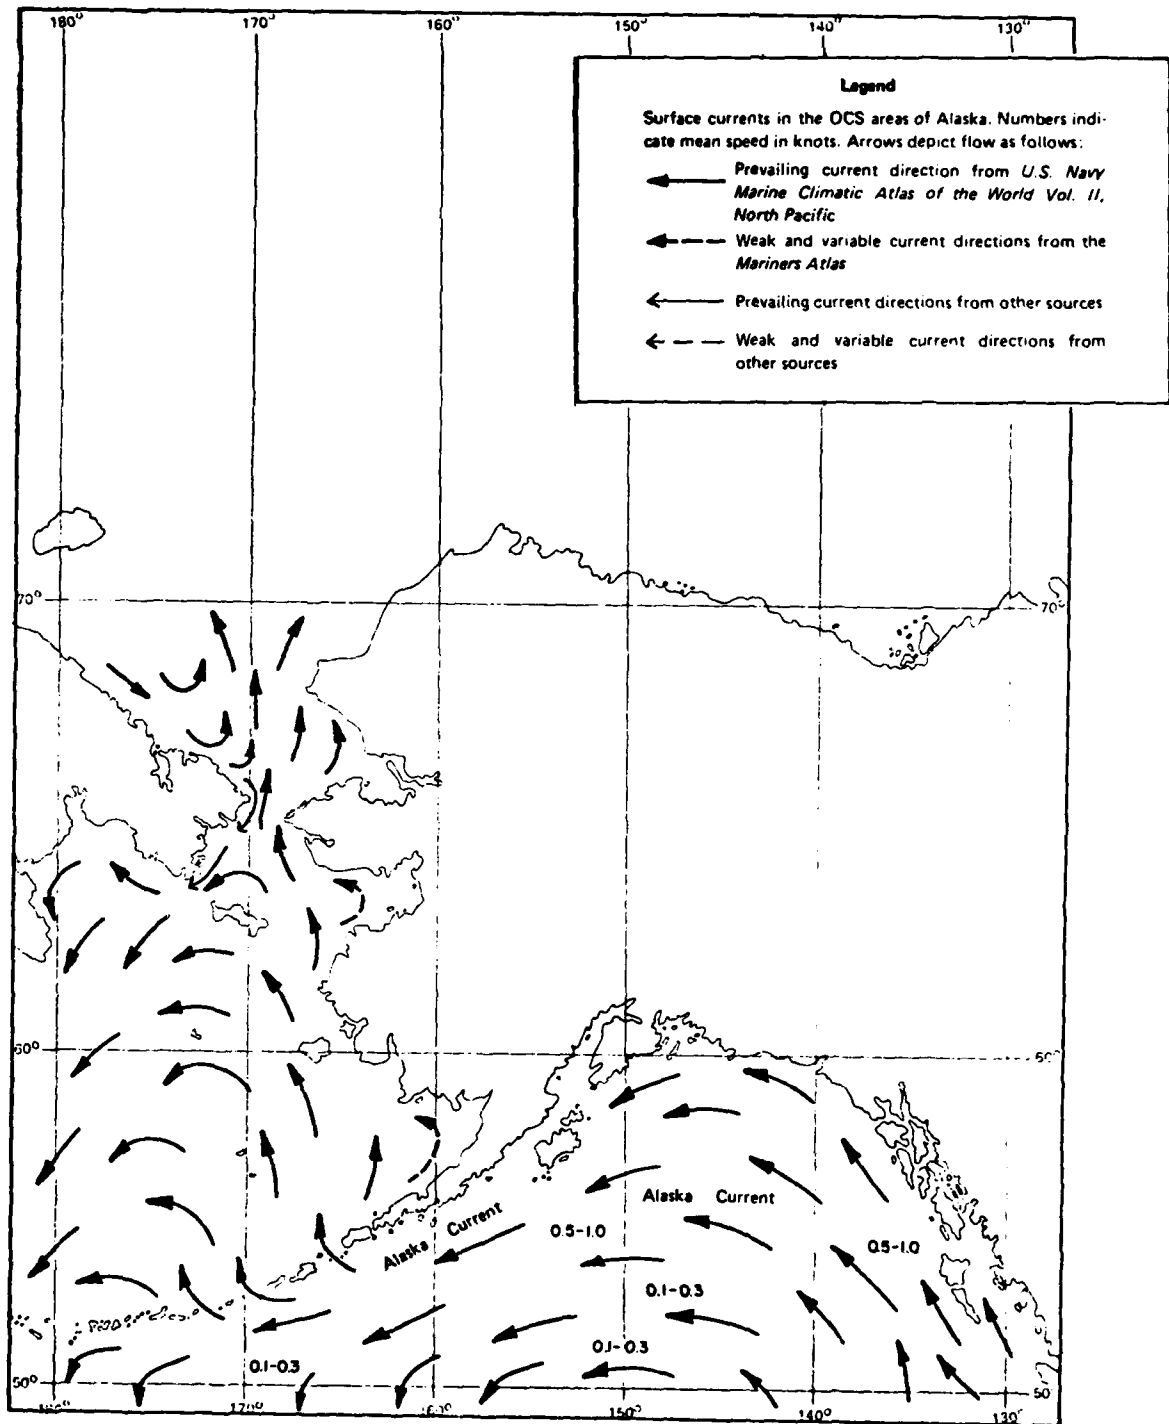 180° 170° 160° 150° 140° 130°
Legend
Surface currents in the OCS areas of Alaska. Numbers indi-
cate mean speed in knots. Arrows depict flow as follows:
Prevailing current direction from U.S. Navy
Marine Climatic Atlas of the World Vol. II,
North Pacific
Weak and variable current directions from the
Mariners Atlas
Prevailing current directions from other sources
Weak and variable current directions from
other sources
70° 70°
60°
Alaska Current
Alaska Current
0.5-1.0
0.5-1.0
0.1-0.3
0.1-0.3
0.1-0.3
50° 50
170° 160° 150° 140° 130°